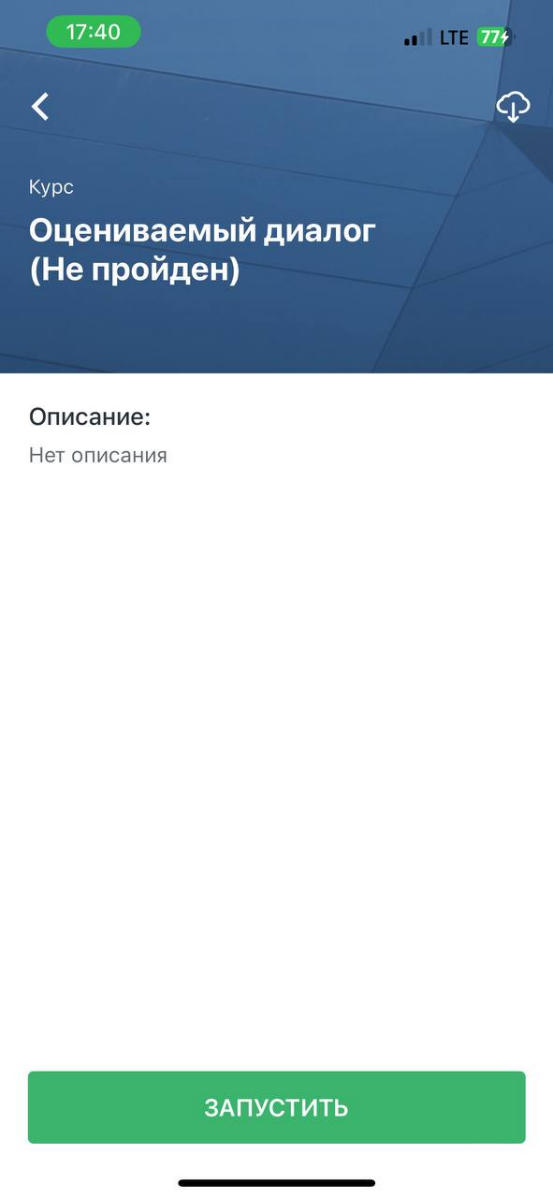 17:40
LTE 77
Курс
Оцениваемый диалог
(Не пройден)
Описание:
Нет описания
ЗАПУСТИТЬ